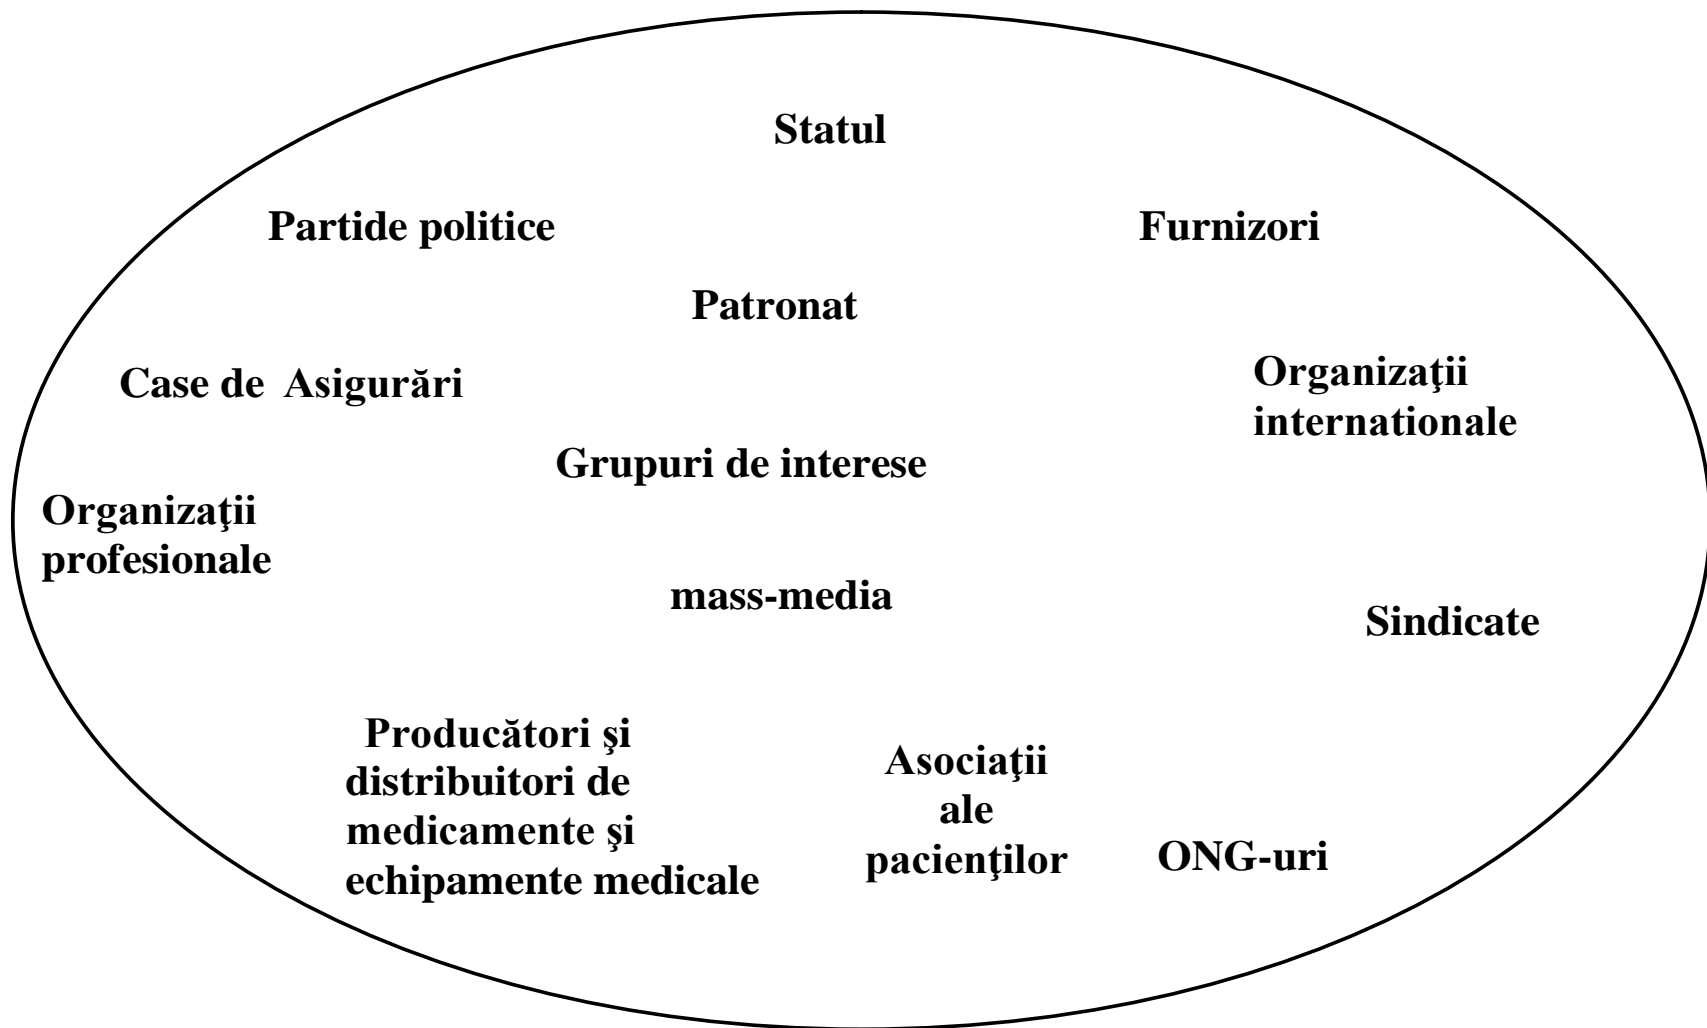 Statul
Partide politice
Furnizori
Patronat
Case de Asigurări
Organizaţii
internationale
Grupuri de interese
Organizaţii
profesionale
mass-media
Sindicate
Producători şi
distribuitori de
medicamente şi
echipamente medicale
Asociaţii
ale
pacienţilor
ONG-uri